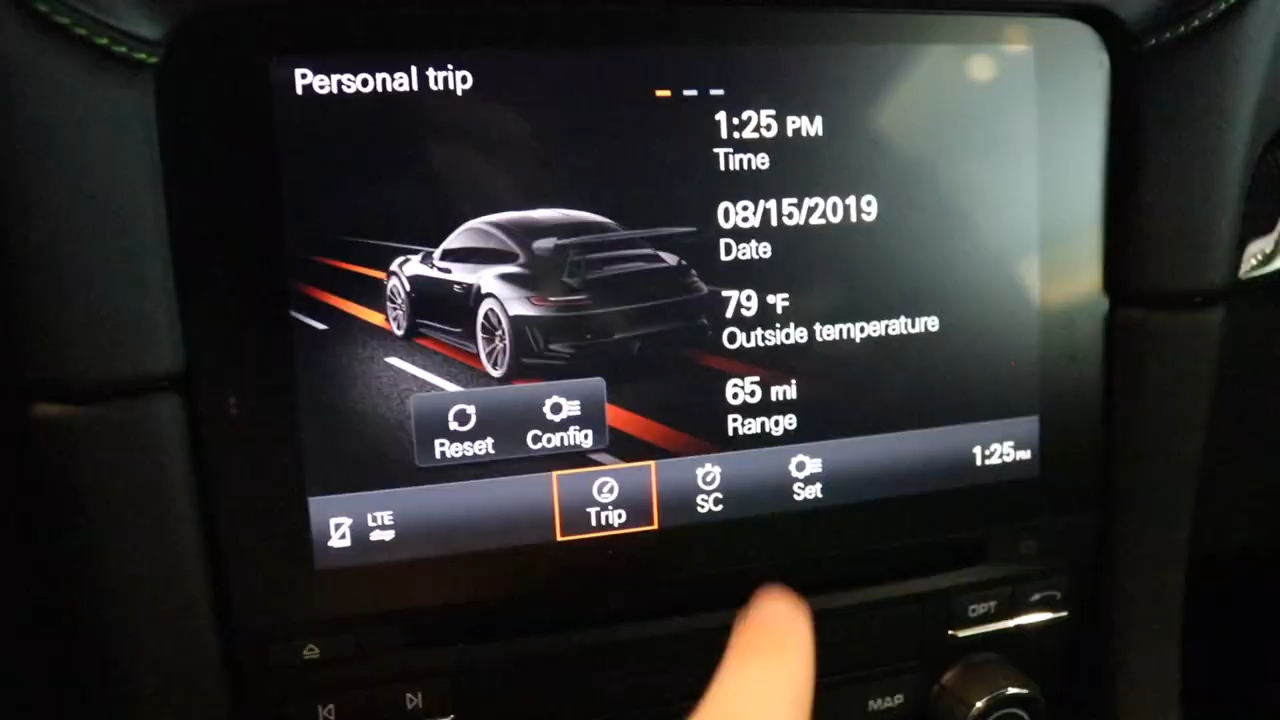 Personal trip
1:25 PM
Time
08/15/2019
Date
79 °F
Outside temperature
65 mi
Range
Reset
Config
1:25PM
Trip
SC
Set
LTE
OPT
MAP